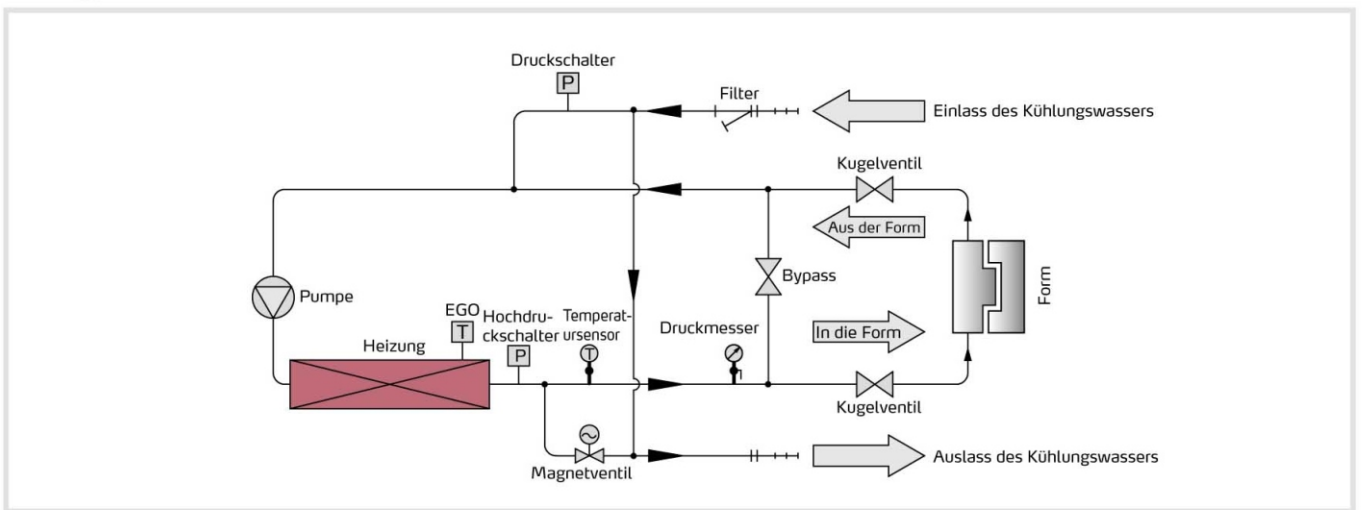 Druckschalter
P
Filter
Einlass des Kühlungswassers
Kugelventil
Aus der Form
Bypass
Pumpe
Form
EGO
T
Hochdru-
ckschalter
P
Temperat-
ursensor
T
Druckmesser
In die Form
Heizung
Kugelventil
Magnetventil
Auslass des Kühlungswassers